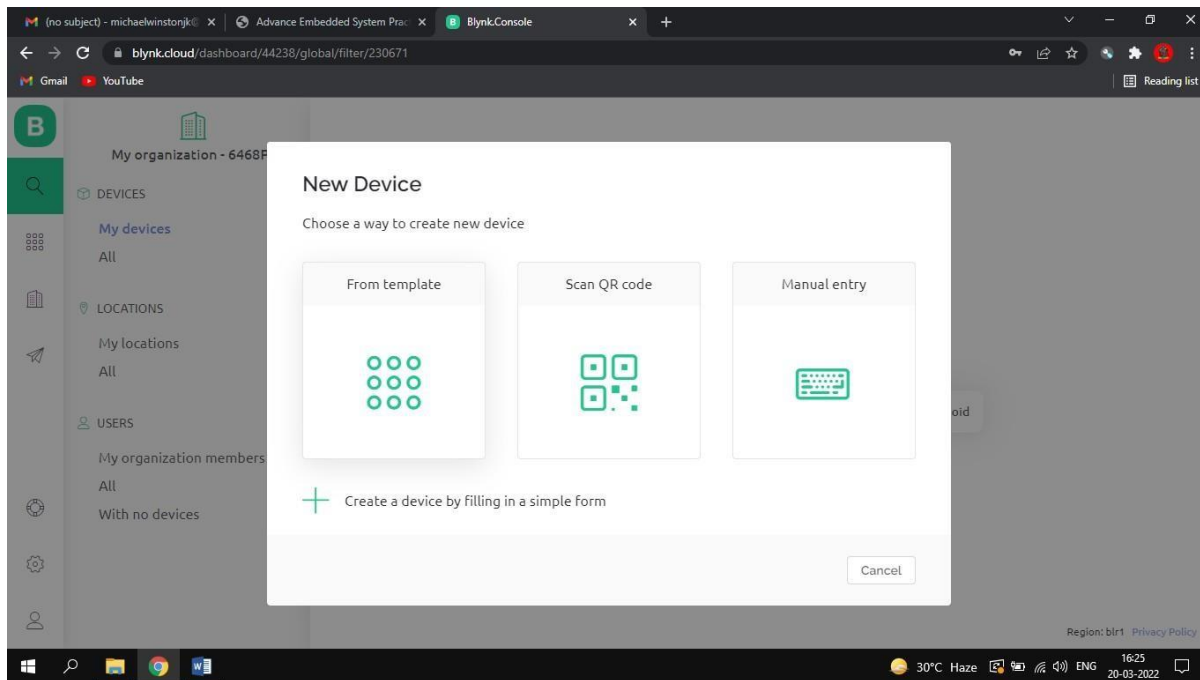 (no subject) - michaelwinstonjk@
Advance Embedded System Prac
Blynk.Console
blynk.cloud/dashboard/44238/global/filter/230671
Gmail
YouTube
Reading list
B
My organization - 6468P
DEVICES
My devices
All
LOCATIONS
My locations
All
USERS
My organization members
All
With no devices
New Device
Choose a way to create new device
From template
Scan QR code
Manual entry
Create a device by filling in a simple form
Cancel
oid
Region: blr1 Privacy Policy
30°C Haze
ENG
16:25
20-03-2022